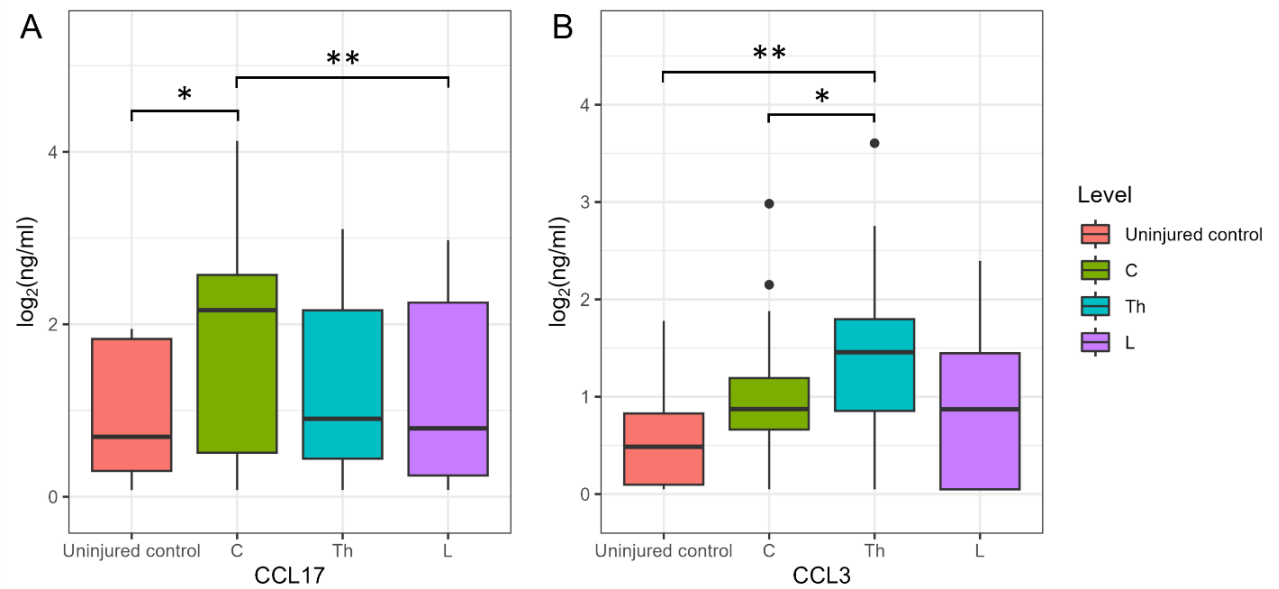 A
*
**
4
2
0
log₂(ng/ml)
Uninjured control C Th L
CCL17
B
**
*
4
3
2
1
0
log₂(ng/ml)
Uninjured control C Th L
CCL3
Level
Uninjured control
C
Th
L